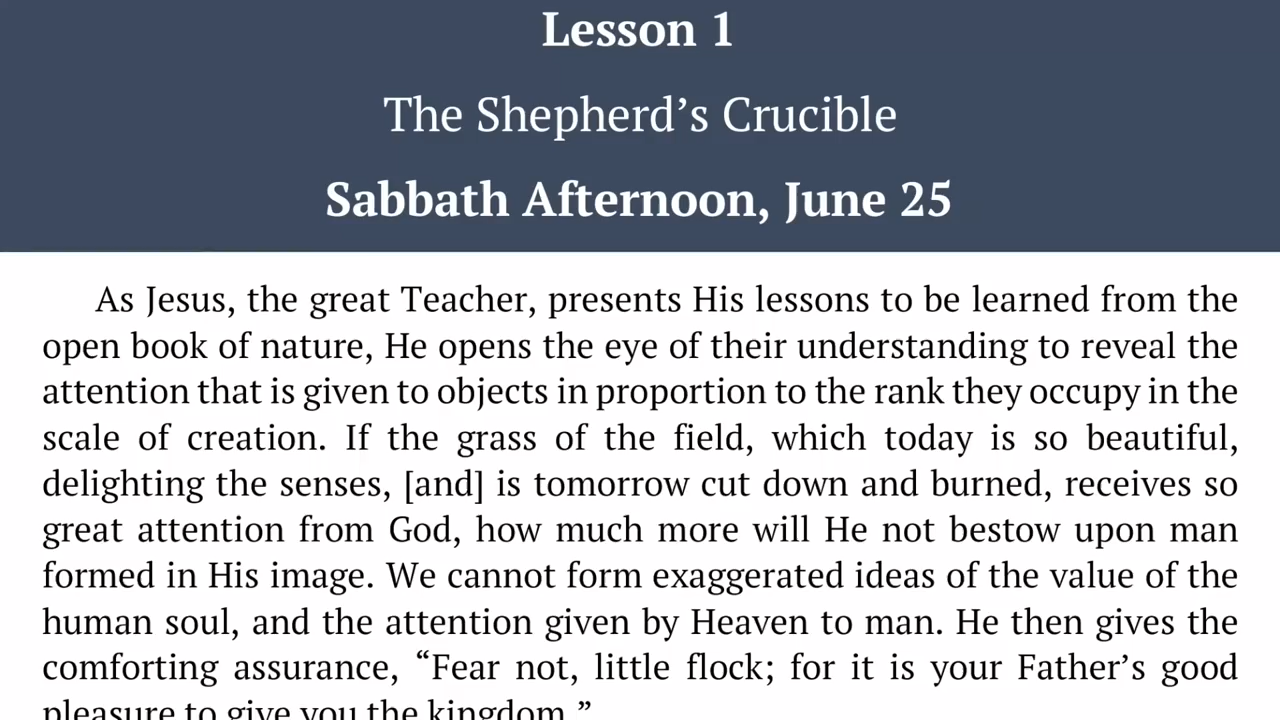 Lesson 1
The Shepherd’s Crucible
Sabbath Afternoon, June 25
As Jesus, the great Teacher, presents His lessons to be learned from the
open book of nature, He opens the eye of their understanding to reveal the
attention that is given to objects in proportion to the rank they occupy in the
scale of creation. If the grass of the field, which today is so beautiful,
delighting the senses, [and] is tomorrow cut down and burned, receives so
great attention from God, how much more will He not bestow upon man
formed in His image. We cannot form exaggerated ideas of the value of the
human soul, and the attention given by Heaven to man. He then gives the
comforting assurance, “Fear not, little flock; for it is your Father’s good
pleasure to give you the kingdom.”